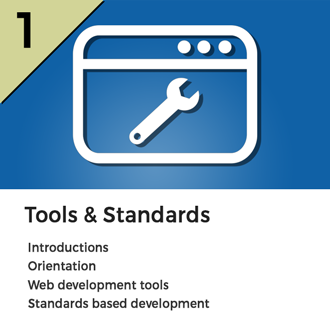 1
Tools & Standards
Introductions
Orientation
Web development tools
Standards based development